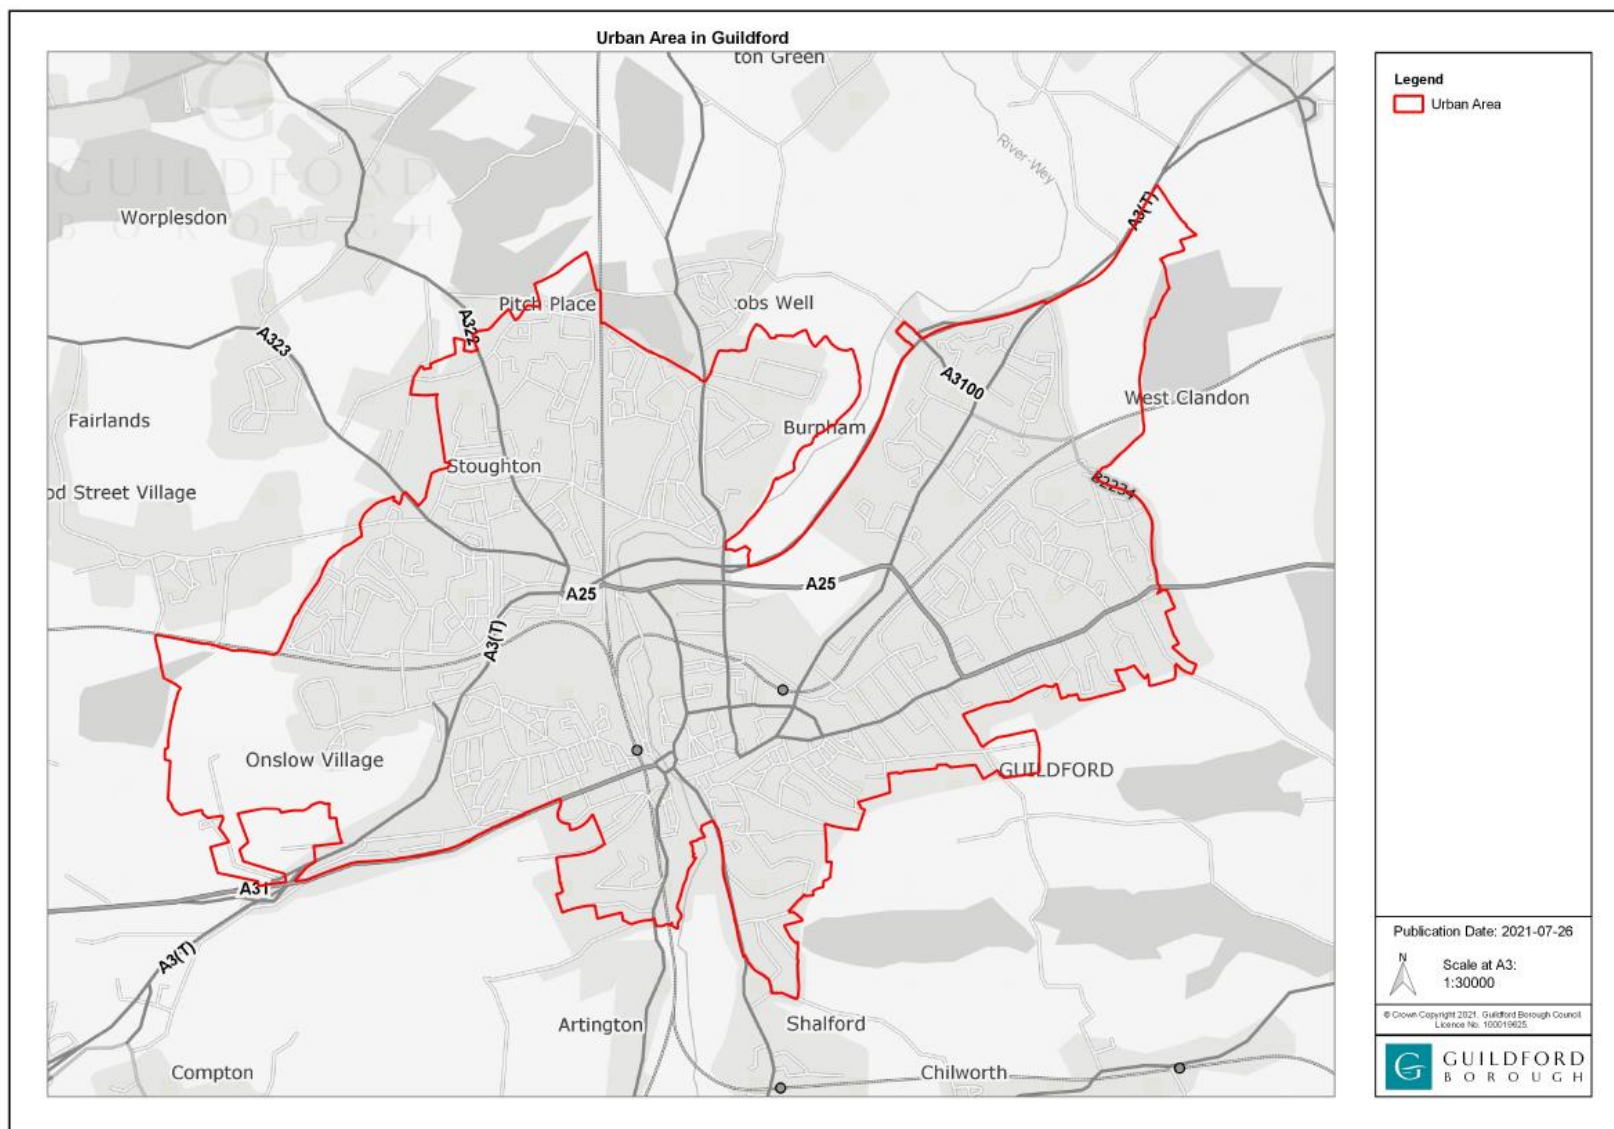 Urban Area in Guildford
ton Green
GUILDFORD
BOROUGH
River-Wey
A3(T)
Worplesdon
Pitch Place
obs Well
A322
A323
A3100
West Clandon
Fairlands
Burpham
Stoughton
B2234
od Street Village
A25
A25
A3(T)
Onslow Village
GUILDFORD
A31
A3(T)
Artington
Shalford
Compton
Chilworth
Legend
Urban Area
Publication Date: 2021-07-26
N
Scale at A3:
1:30000
© Crown Copyright 2021. Guildford Borough Council
Licence No. 100019625.
G
GUILDFORD
BOROUGH